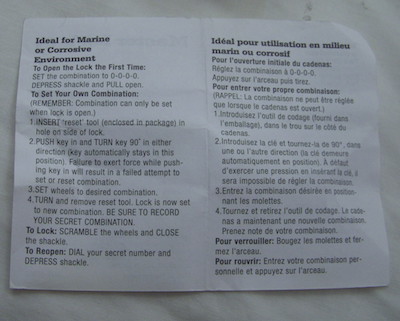 Ideal for Marine
or Corrosive
Environment
To Open the Lock the First Time:
SET the combination to 0-0-0-0.
DEPRESS shackle and PULL open.
To Set Your Own Combination:
(REMEMBER: Combination can only be set
when lock is open.)
1.INSERT "reset" tool (enclosed in package) in
hole on side of lock.
2.PUSH key in and TURN key 90° in either
direction (key automatically stays in this
position). Failure to exert force while push-
ing key in will result in a failed attempt to
set or reset combination.
3.SET wheels to desired combination.
4.TURN and remove reset tool. Lock is now set
to new combination. BE SURE TO RECORD
YOUR SECRET COMBINATION.
To Lock: SCRAMBLE the wheels and CLOSE
the shackle.
To Reopen: DIAL your secret number and
DEPRESS shackle.
Idéal pour utilisation en milieu
marin ou corrosif
Pour l'ouverture initiale du cadenas:
Réglez la combinaison à 0-0-0-0.
Appuyez sur l'arceau puis tirez.
Pour entrer votre propre combinaison:
(RAPPEL: La combinaison ne peut être réglée
que lorsque le cadenas est ouvert.)
1.Introduisez l'outil de codage (fourni dans
l'emballage), dans le trou sur le côté du
cadenas.
2.Introduisez la clé et tournez-la de 90°, dans
une ou l'autre direction (la clé demeure
automatiquement en position). À défaut
d'exercer une pression en insérant la clé, il
sera impossible de régler la combinaison.
3.Entrez la combinaison désirée en position-
nant les molettes.
4.Tournez et retirez l'outil de codage. Le cade-
nas a maintenant une nouvelle combinaison.
Prenez note de votre combinaison.
Pour verrouiller: Bougez les molettes et fer-
mez l'arceau.
Pour rouvrir: Entrez votre combinaison per-
sonnelle et appuyez sur l'arceau.